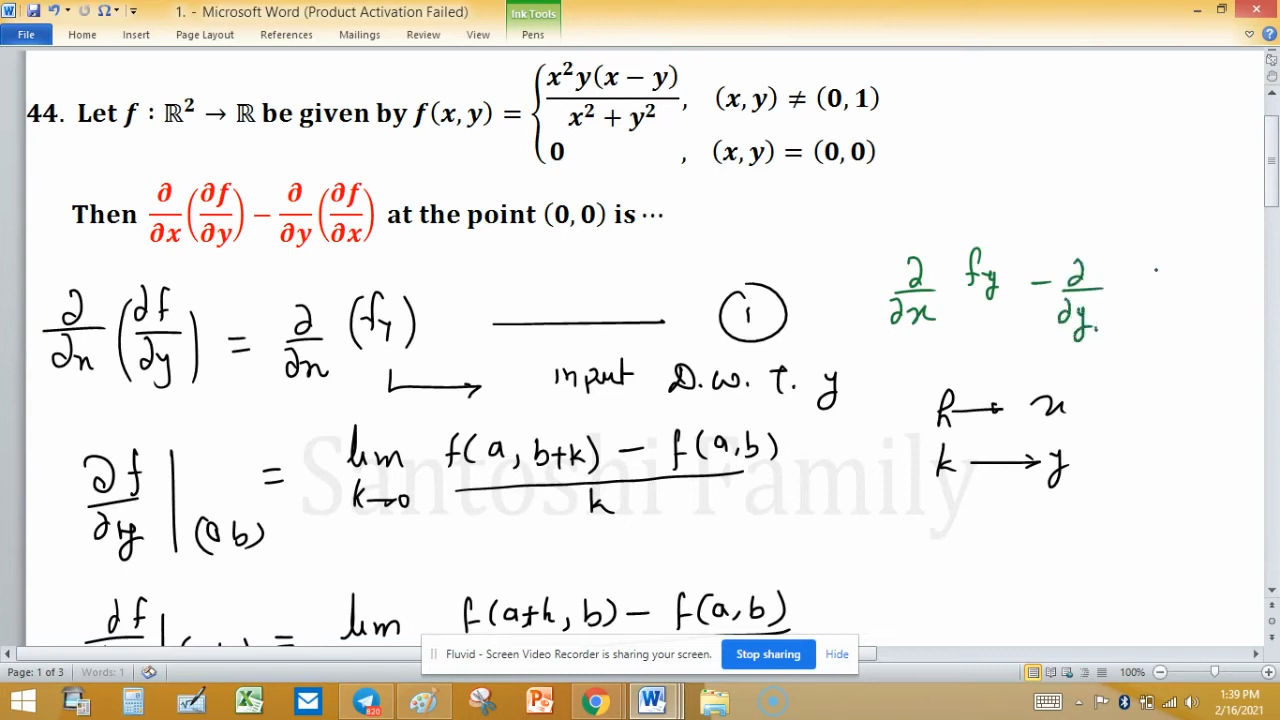 1. - Microsoft Word (Product Activation Failed)
Ink Tools
File Home Insert Page Layout References Mailings Review View Pens
44. Let f : ℝ² → ℝ be given by f(x, y) = { x²y(x − y) / x² + y² , (x, y) ≠ (0, 1)
0 , (x, y) = (0, 0)
Then ∂/∂x (∂f/∂y) − ∂/∂y (∂f/∂x) at the point (0, 0) is ⋯
∂/∂x fy − ∂/∂y.
∂/∂x (∂f/∂y) = ∂/∂x (fy) ——— 1
input D. w. T. y
h → x
k → y
∂f/∂y | (a b) = lim k→0 f(a, b+k) − f(a,b) / k
Santoshi Family
∂f = lim f(a+h, b) − f(a,b)
Fluvid - Screen Video Recorder is sharing your screen. Stop sharing Hide
Page: 1 of 3 Words: 1 100%
820
1:39 PM
2/16/2021